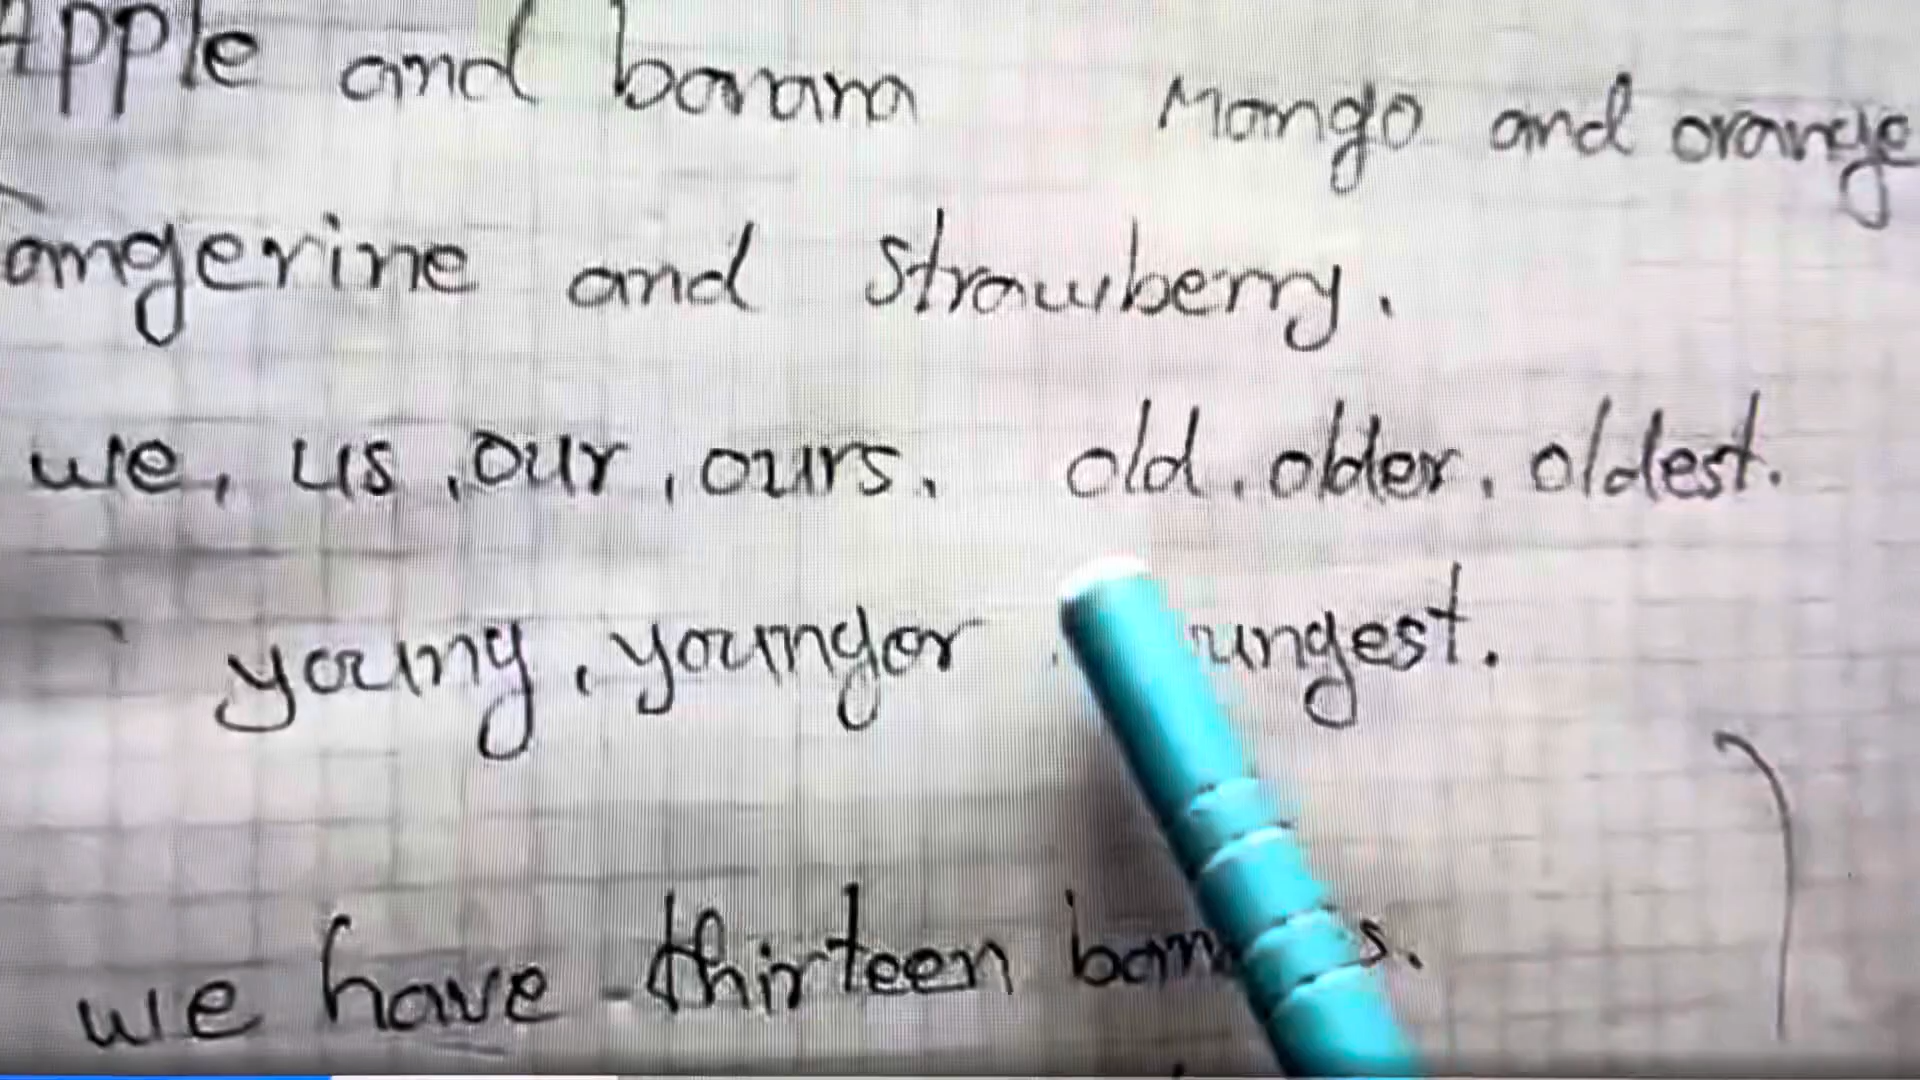 Apple and banana Mango and orange
angerine and strawberry.
we, us, our, ours. old, older, oldest.
young, younger, ungest.
we have thirteen s.